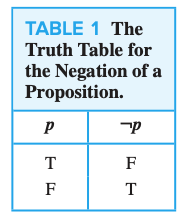 TABLE 1 The
Truth Table for
the Negation of a
Proposition.
p ¬p
T F
F T